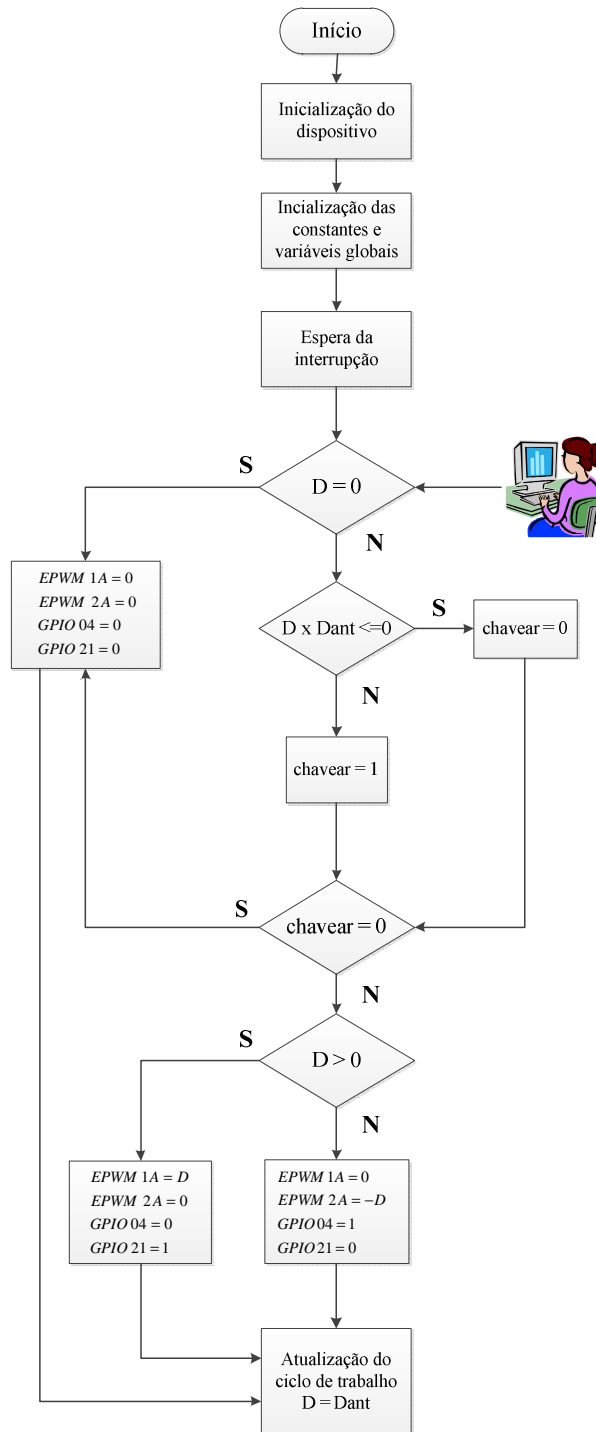 Início
Inicialização do
dispositivo
Incialização das
constantes e
variáveis globais
Espera da
interrupção
S
D = 0
N
EPWM 1A = 0
EPWM 2A = 0
GPIO 04 = 0
GPIO 21 = 0
D x Dant <=0
S
chavear = 0
N
chavear = 1
S
chavear = 0
N
S
D > 0
N
EPWM 1A = D
EPWM 2A = 0
GPIO 04 = 0
GPIO 21 = 1
EPWM 1A = 0
EPWM 2A = −D
GPIO 04 = 1
GPIO 21 = 0
Atualização do
ciclo de trabalho
D = Dant